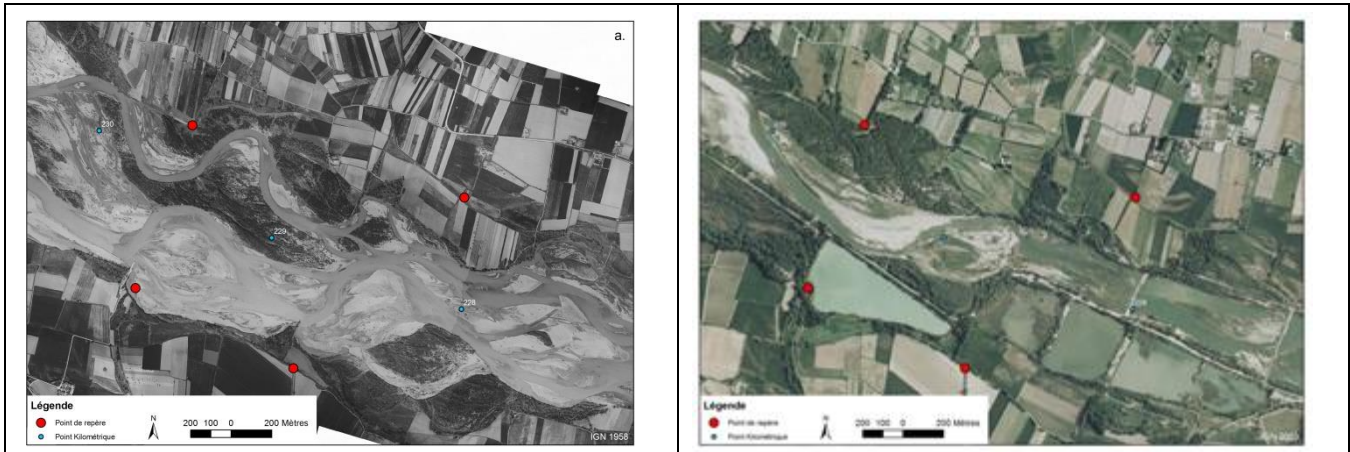 a.
230
229
228
Légende
Point de repère
Point Kilométrique
N
200 100 0 200 Mètres
IGN 1958
Légende
Point de repère
Point Kilométrique
N
200 100 0 200 Mètres